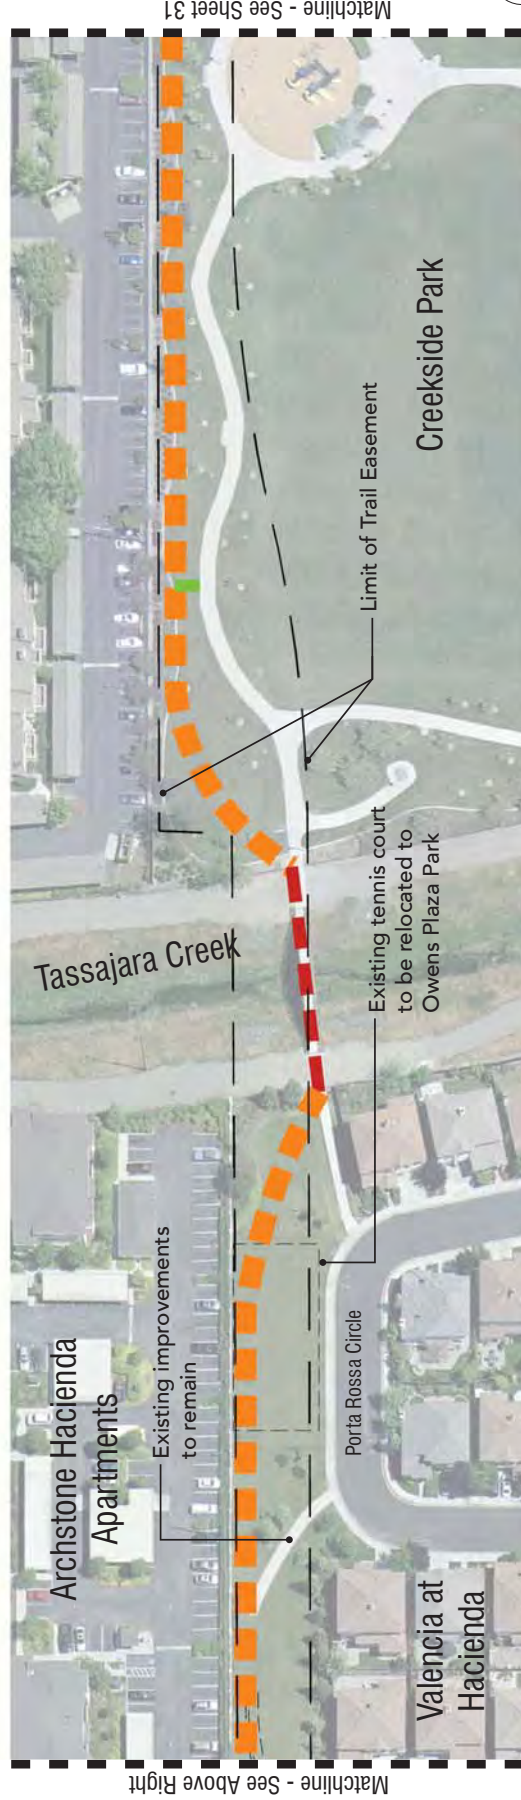 Matchline - See Sheet 31
Creekside Park
Limit of Trail Easement
Tassajara Creek
Existing tennis court
to be relocated to
Owens Plaza Park
Existing improvements
to remain
Archstone Hacienda
Apartments
Porta Rossa Circle
Valencia at
Hacienda
Matchline - See Above Right